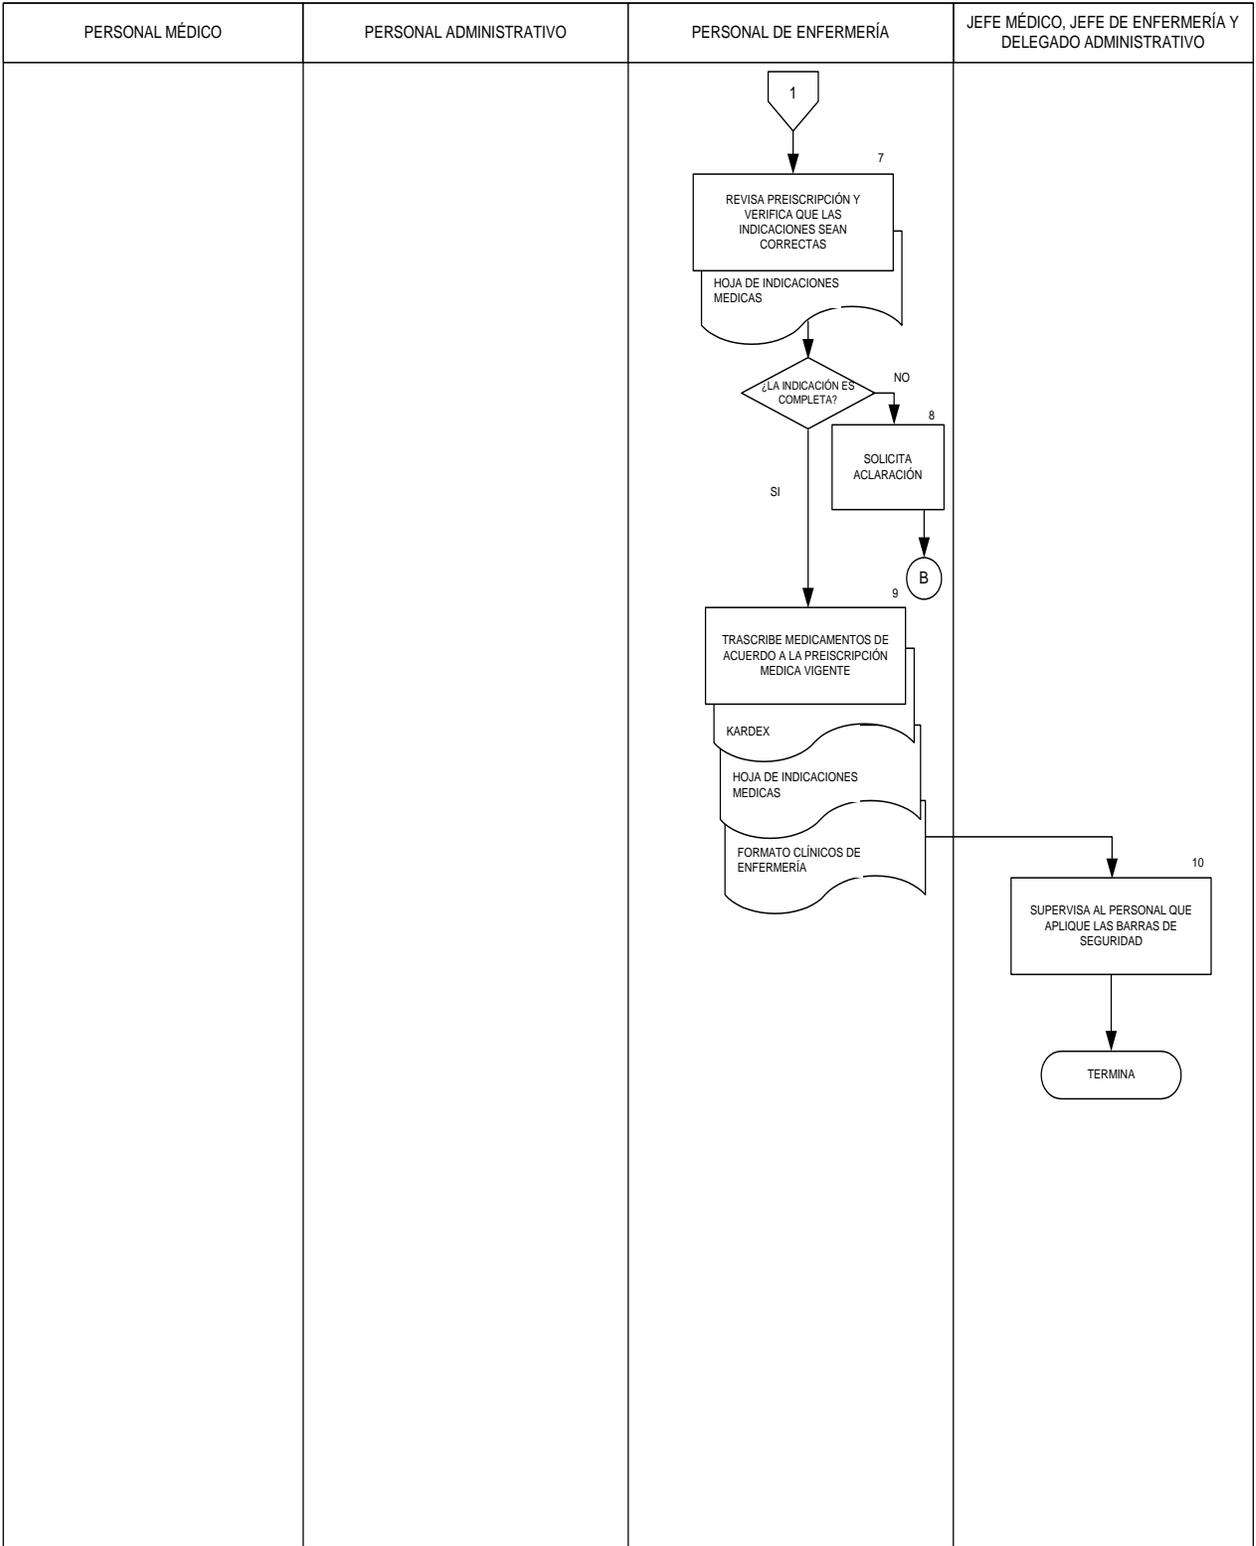 PERSONAL MÉDICO
PERSONAL ADMINISTRATIVO
PERSONAL DE ENFERMERÍA
JEFE MÉDICO, JEFE DE ENFERMERÍA Y
DELEGADO ADMINISTRATIVO
1
7
REVISA PREISCRIPCIÓN Y
VERIFICA QUE LAS
INDICACIONES SEAN
CORRECTAS
HOJA DE INDICACIONES
MEDICAS
¿LA INDICACIÓN ES
COMPLETA?
NO
8
SOLICITA
ACLARACIÓN
SI
B
9
TRASCRIBE MEDICAMENTOS DE
ACUERDO A LA PREISCRIPCIÓN
MEDICA VIGENTE
KARDEX
HOJA DE INDICACIONES
MEDICAS
FORMATO CLÍNICOS DE
ENFERMERÍA
10
SUPERVISA AL PERSONAL QUE
APLIQUE LAS BARRAS DE
SEGURIDAD
TERMINA